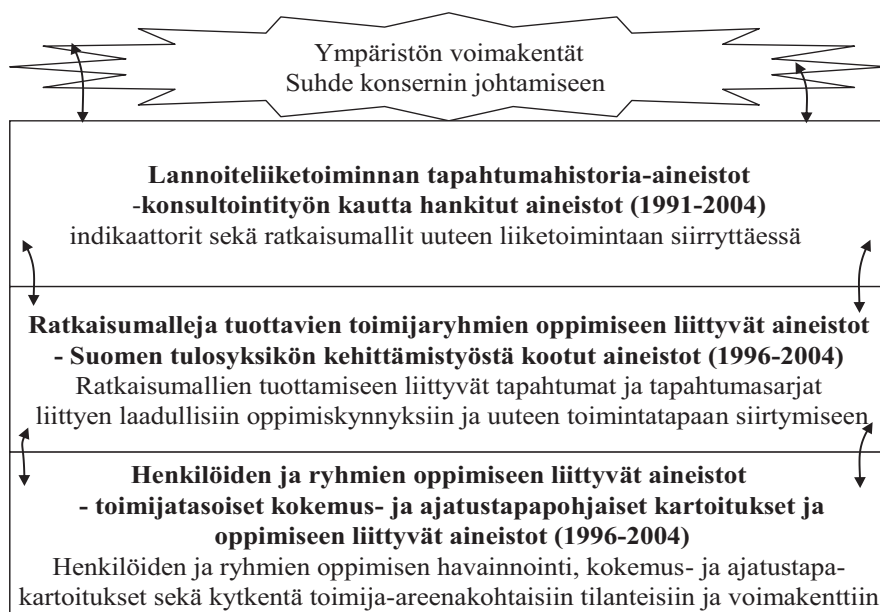 Ympäristön voimakentät
Suhde konsernin johtamiseen
Lannoiteliiketoiminnan tapahtumahistoria-aineistot
-konsultointityön kautta hankitut aineistot (1991-2004)
indikaattorit sekä ratkaisumallit uuteen liiketoimintaan siirryttäessä
Ratkaisumalleja tuottavien toimijaryhmien oppimiseen liittyvät aineistot
- Suomen tulosyksikön kehittämistyöstä kootut aineistot (1996-2004)
Ratkaisumallien tuottamiseen liittyvät tapahtumat ja tapahtumasarjat
liittyen laadullisiin oppimiskynnyksiin ja uuteen toimintatapaan siirtymiseen
Henkilöiden ja ryhmien oppimiseen liittyvät aineistot
- toimijatasoiset kokemus- ja ajatustapapohjaiset kartoitukset ja
oppimiseen liittyvät aineistot (1996-2004)
Henkilöiden ja ryhmien oppimisen havainnointi, kokemus- ja ajatustapa-
kartoitukset sekä kytkentä toimija-areenakohtaisiin tilanteisiin ja voimakenttiin